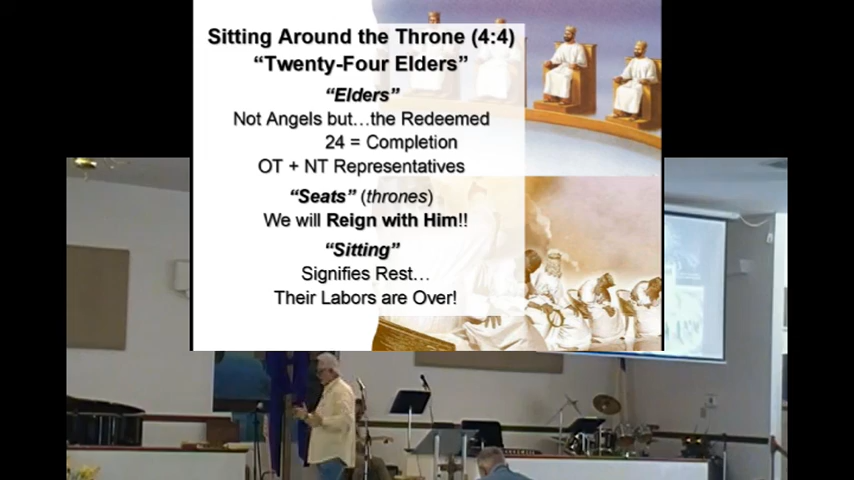 Sitting Around the Throne (4:4)
“Twenty-Four Elders”
“Elders”
Not Angels but…the Redeemed
24 = Completion
OT + NT Representatives
“Seats” (thrones)
We will Reign with Him!!
“Sitting”
Signifies Rest…
Their Labors are Over!